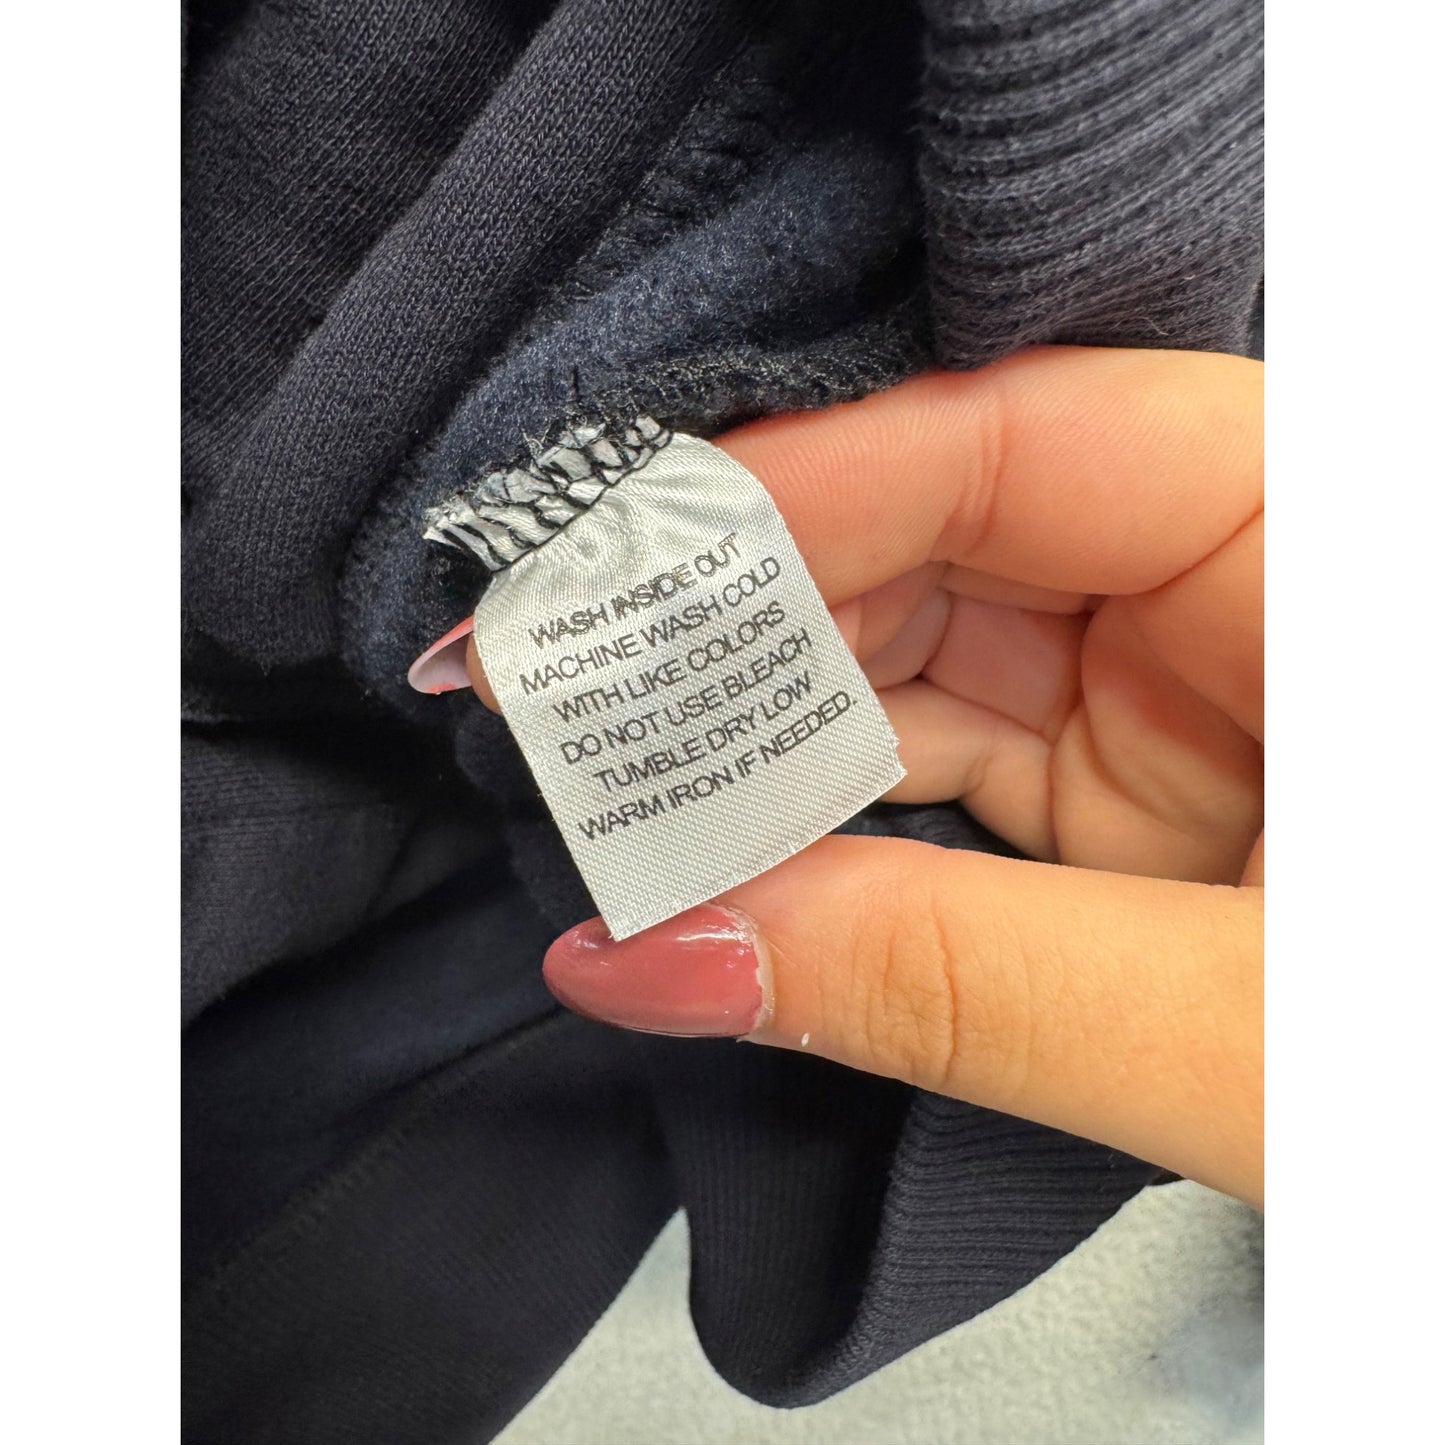 WASH INSIDE OUT
MACHINE WASH COLD
WITH LIKE COLORS
DO NOT USE BLEACH
TUMBLE DRY LOW
WARM IRON IF NEEDED.